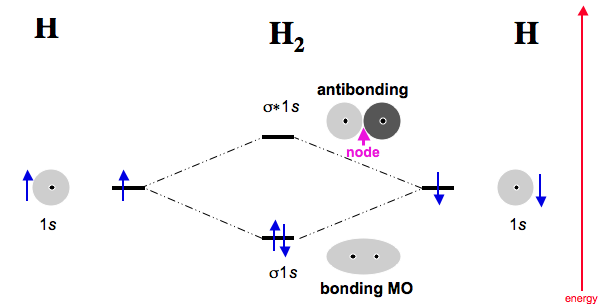 H
H₂
H
antibonding
σ*1s
node
1s
1s
σ1s
bonding MO
energy